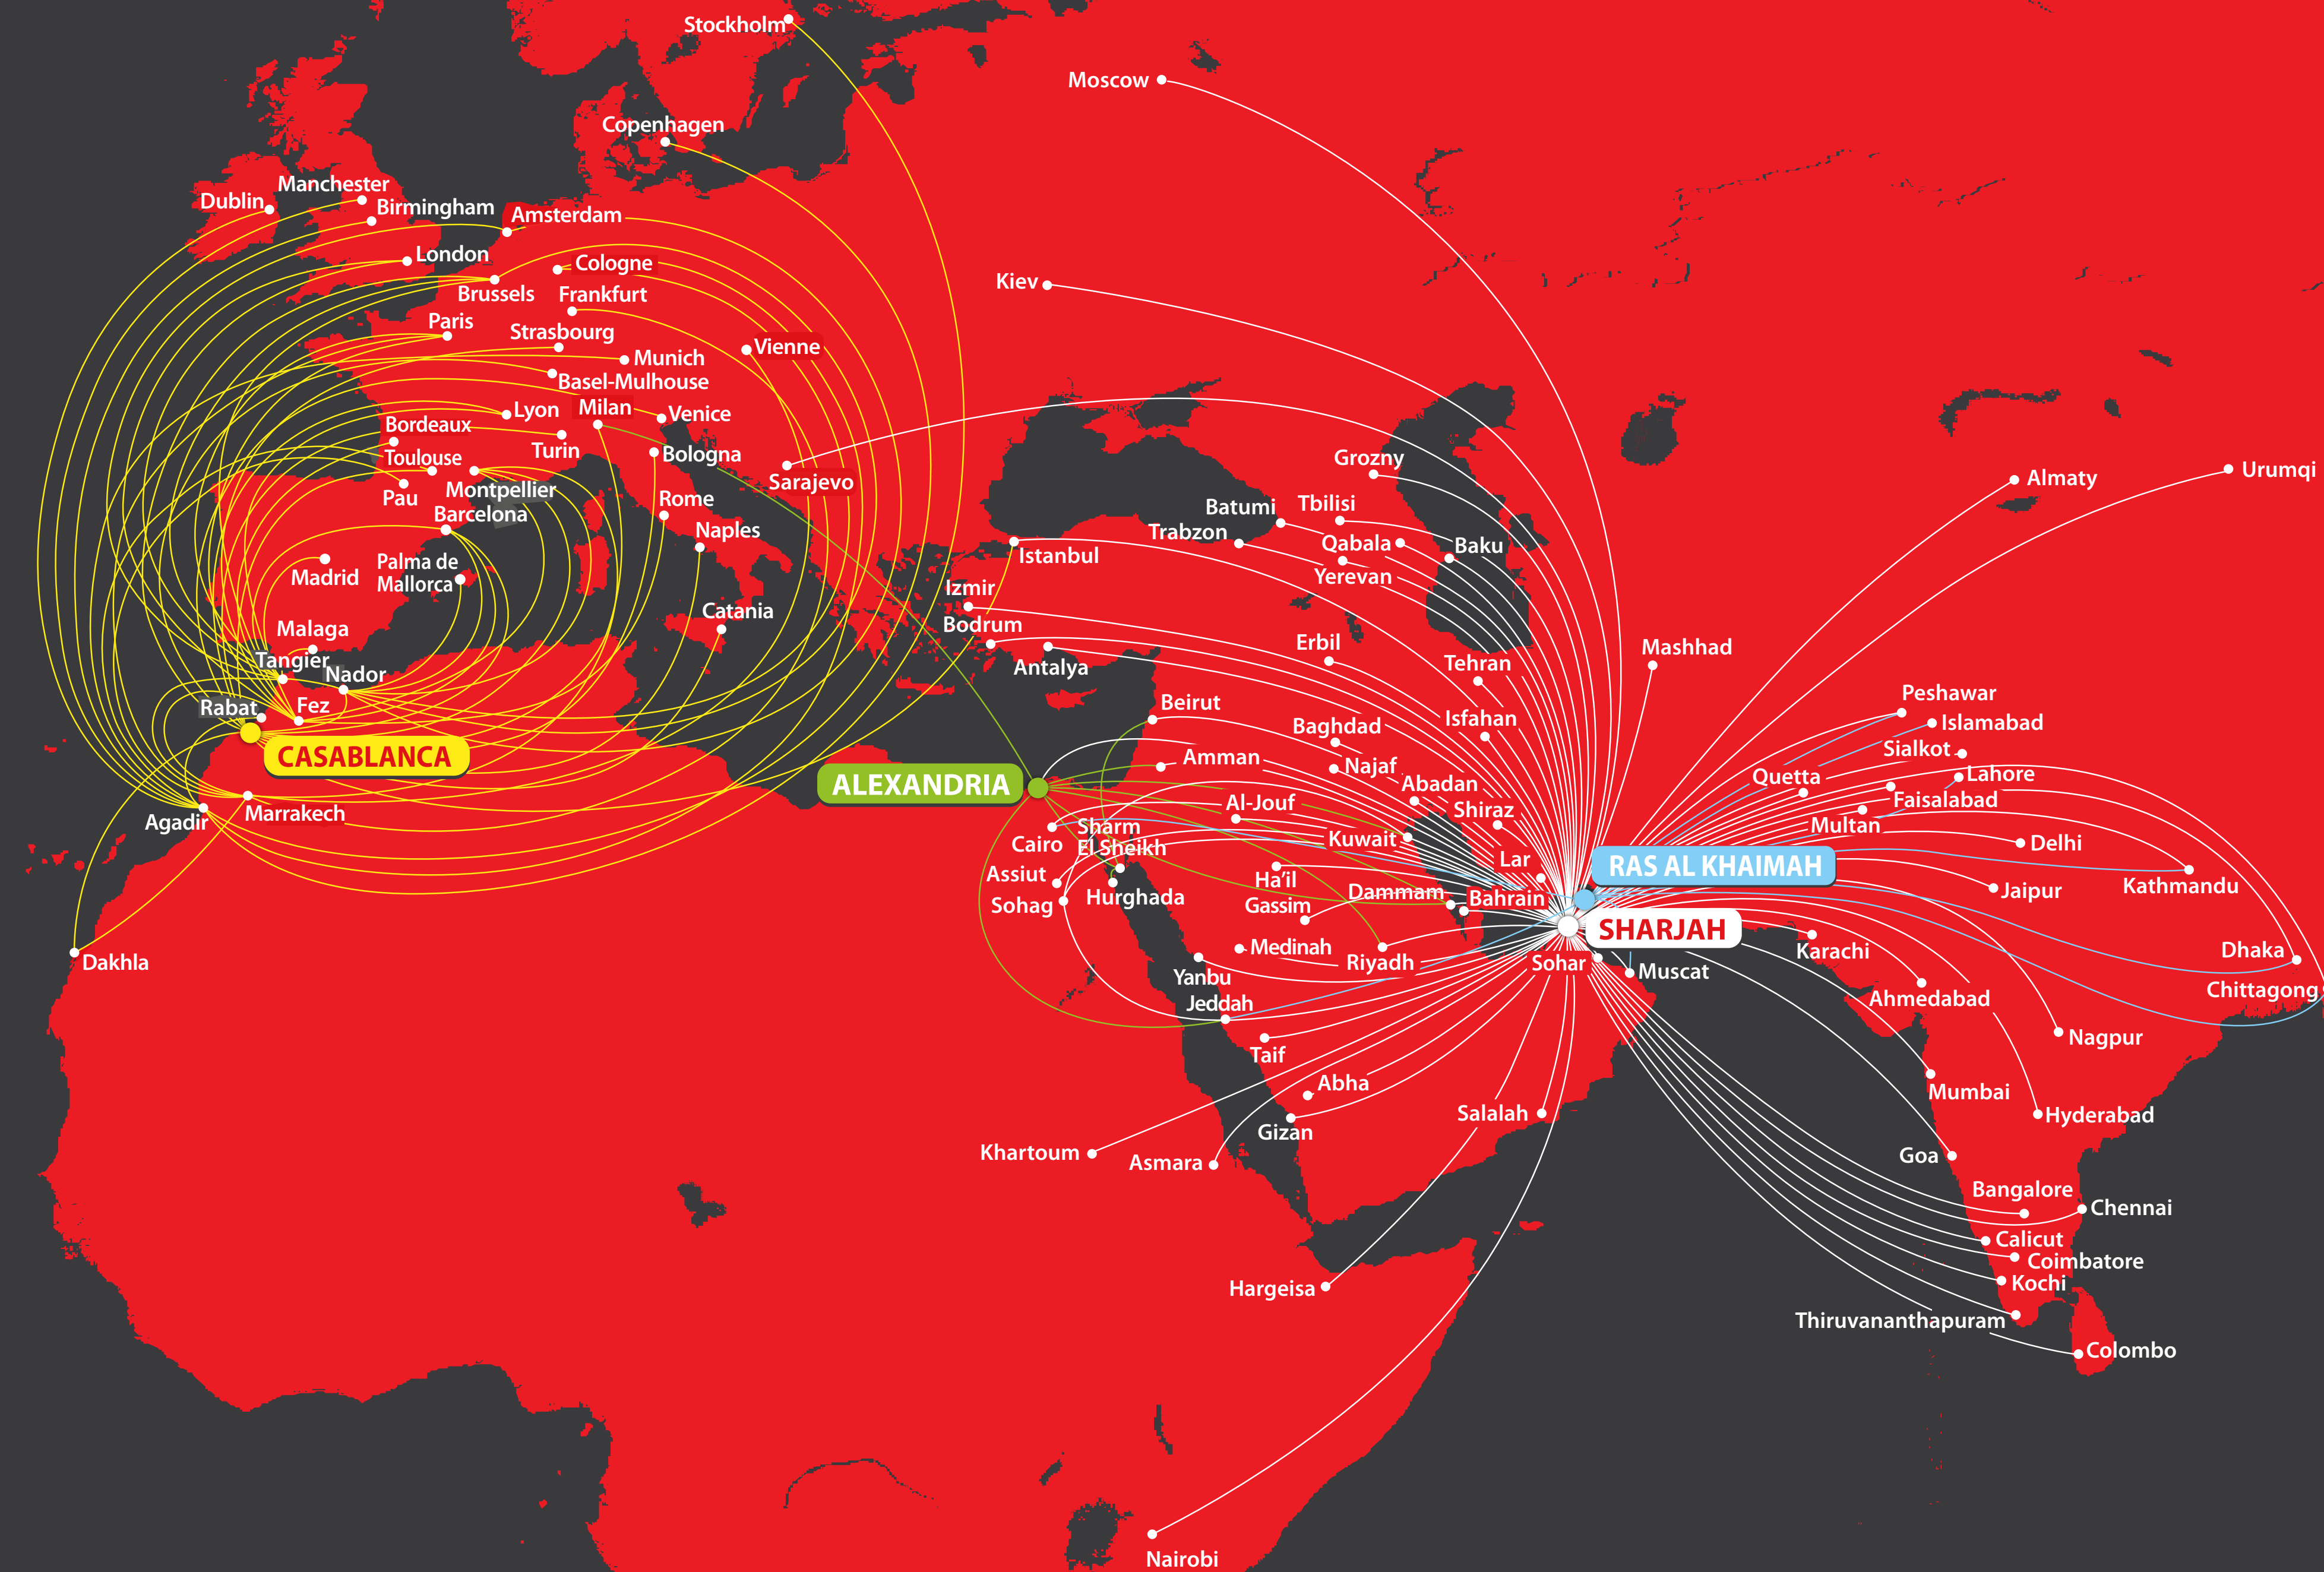 Stockholm
Moscow
Copenhagen
Manchester
Dublin
Birmingham
Amsterdam
London
Cologne
Kiev
Brussels
Frankfurt
Paris
Strasbourg
Vienne
Munich
Basel-Mulhouse
Lyon
Milan
Venice
Bordeaux
Turin
Bologna
Toulouse
Grozny
Almaty
Urumqi
Pau
Montpellier
Sarajevo
Rome
Batumi
Tbilisi
Barcelona
Naples
Trabzon
Qabala
Baku
Istanbul
Madrid
Palma de
Mallorca
Yerevan
Izmir
Catania
Bodrum
Malaga
Erbil
Mashhad
Tangier
Antalya
Tehran
Nador
Peshawar
Rabat
Fez
Beirut
Isfahan
Islamabad
Baghdad
Sialkot
CASABLANCA
Amman
Najaf
Quetta
Lahore
ALEXANDRIA
Abadan
Al-Jouf
Faisalabad
Marrakech
Shiraz
Agadir
Sharm
El Sheikh
Multan
Cairo
Kuwait
Delhi
Lar
RAS AL KHAIMAH
Assiut
Ha'il
Kathmandu
Hurghada
Dammam
Bahrain
Jaipur
Sohag
Gassim
SHARJAH
Medinah
Karachi
Dhaka
Dakhla
Riyadh
Sohar
Muscat
Yanbu
Chittagong
Jeddah
Ahmedabad
Nagpur
Taif
Abha
Mumbai
Salalah
Hyderabad
Gizan
Khartoum
Asmara
Goa
Bangalore
Chennai
Calicut
Coimbatore
Hargeisa
Kochi
Thiruvananthapuram
Colombo
Nairobi